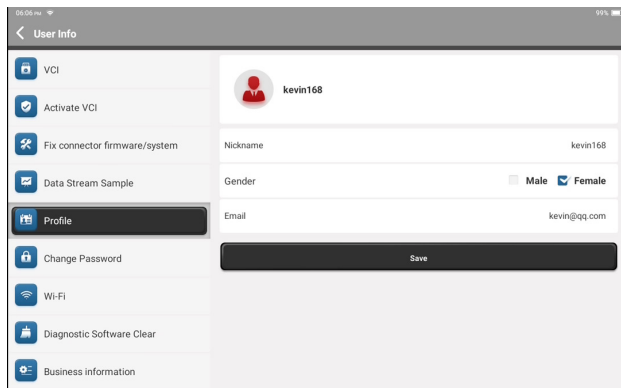 06:06 PM
99%
User Info
VCI
Activate VCI
Fix connector firmware/system
Data Stream Sample
Profile
Change Password
Wi-Fi
Diagnostic Software Clear
Business information
kevin168
Nickname kevin168
Gender Male Female
Email kevin@qq.com
Save